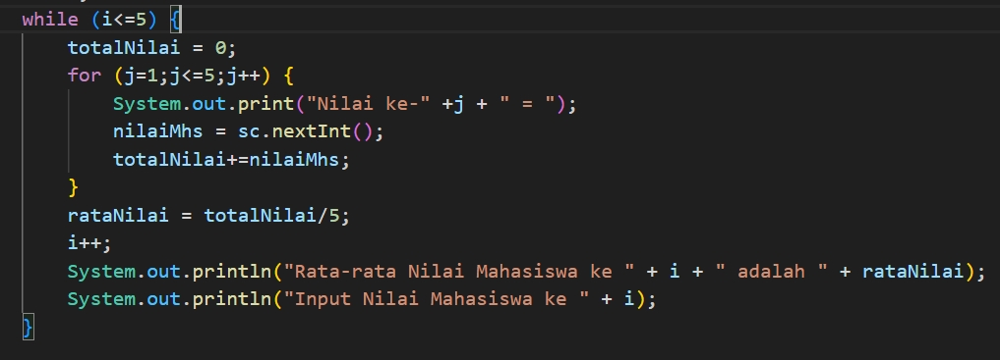 while (i<=5) {
totalNilai = 0;
for (j=1;j<=5;j++) {
System.out.print("Nilai ke-" +j + " = ");
nilaiMhs = sc.nextInt();
totalNilai+=nilaiMhs;
}
rataNilai = totalNilai/5;
i++;
System.out.println("Rata-rata Nilai Mahasiswa ke " + i + " adalah " + rataNilai);
System.out.println("Input Nilai Mahasiswa ke " + i);
}